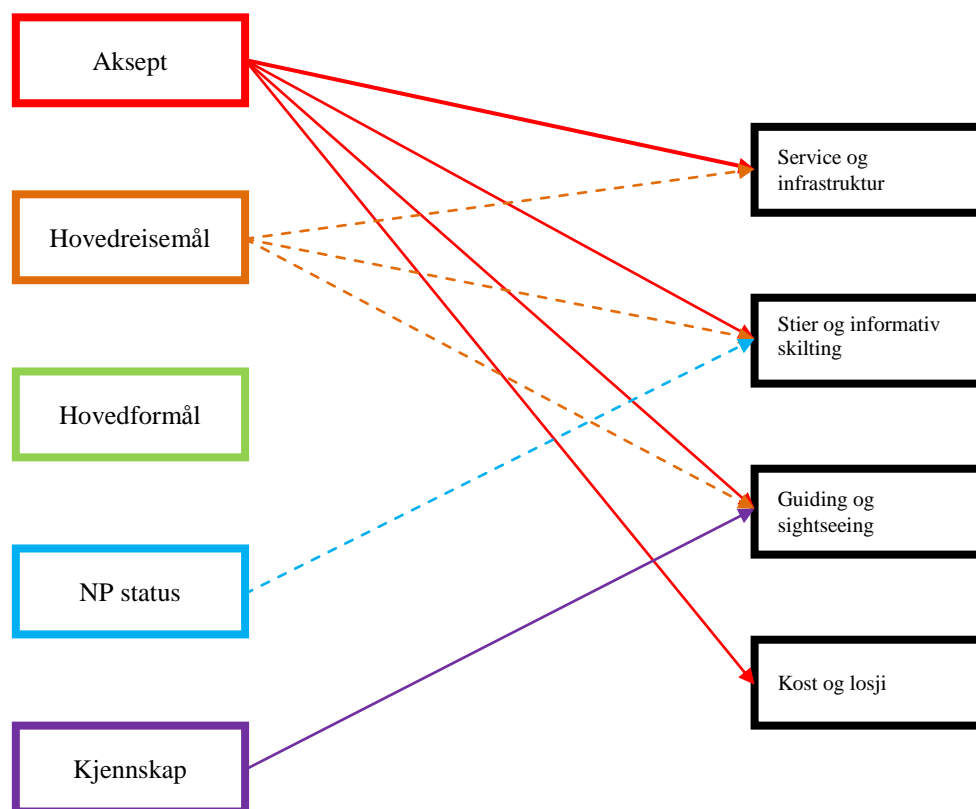 Aksept
Hovedreisemål
Hovedformål
NP status
Kjennskap
Service og
infrastruktur
Stier og informativ
skilting
Guiding og
sightseeing
Kost og losji